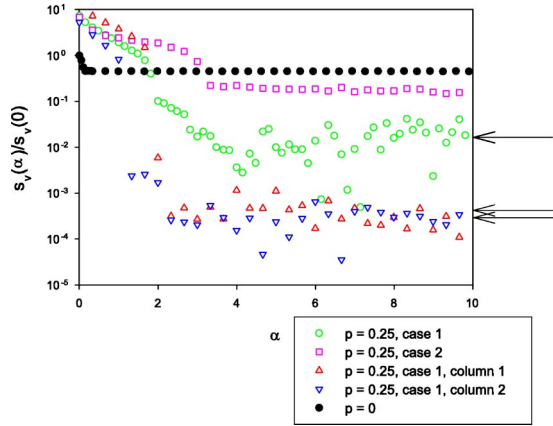 10^1
10^0
10^-1
10^-2
10^-3
10^-4
10^-5
s_v(α)/s_v(0)
0 2 4 6 8 10
α
p = 0.25, case 1
p = 0.25, case 2
p = 0.25, case 1, column 1
p = 0.25, case 1, column 2
p = 0